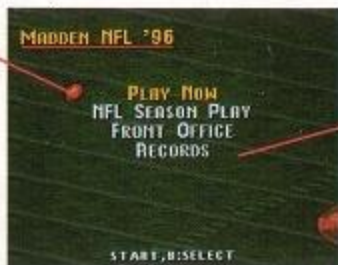 MADDEN NFL '96
PLAY NOW
NFL SEASON PLAY
FRONT OFFICE
RECORDS
START,B:SELECT